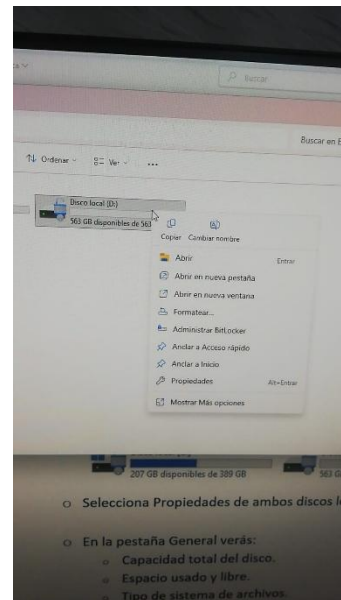 Buscar
Buscar en E
Ordenar
Ver
...
Disco local (D:)
563 GB disponibles de 563
Copiar Cambiar nombre
Abrir Entrar
Abrir en nueva pestaña
Abrir en nueva ventana
Formatear...
Administrar BitLocker
Anclar a Acceso rápido
Anclar a Inicio
Propiedades Alt+Entrar
Mostrar Más opciones
207 GB disponibles de 389 GB 563 G
o Selecciona Propiedades de ambos discos l
o En la pestaña General verás:
o Capacidad total del disco.
o Espacio usado y libre.
o Tipo de sistema de archivos.